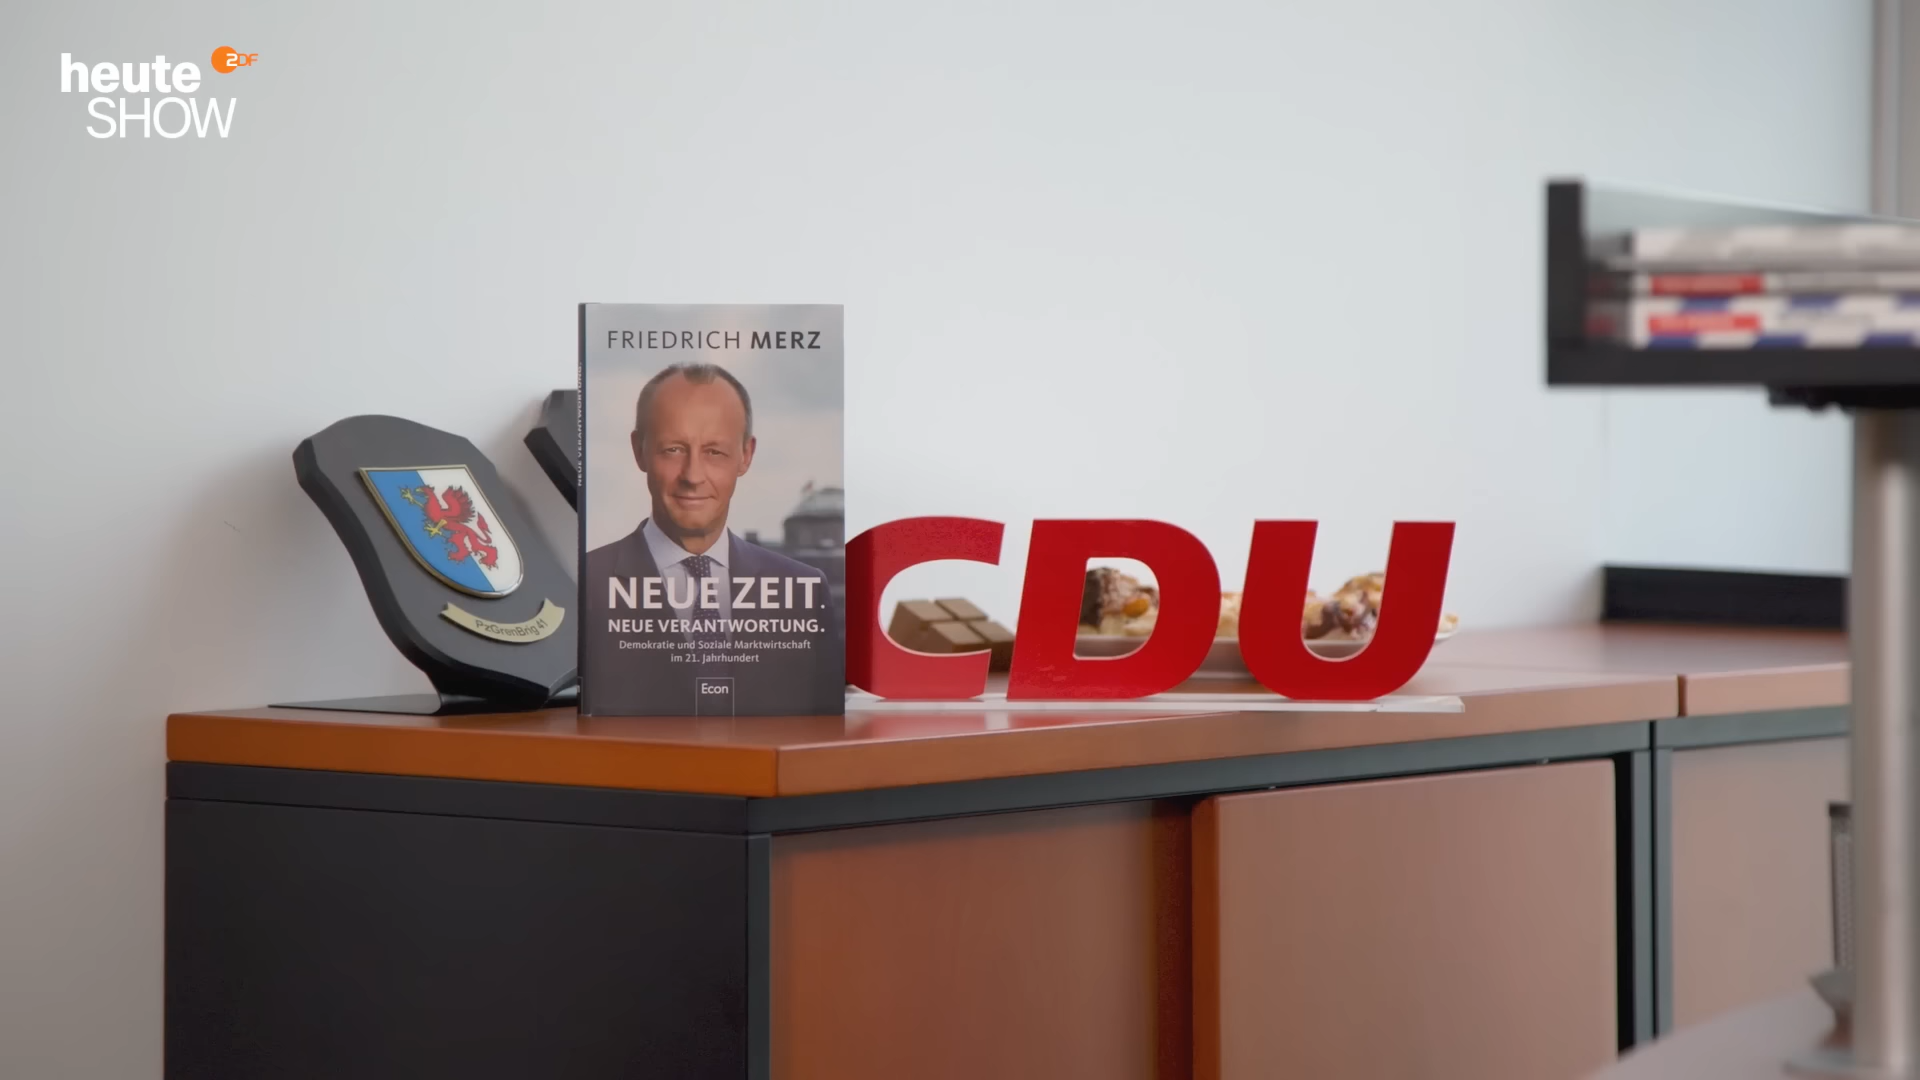 heute ZDF
SHOW
FRIEDRICH MERZ
NEUE VERANTWORTUNG.
NEUE ZEIT.
NEUE VERANTWORTUNG.
Demokratie und Soziale Marktwirtschaft
im 21. Jahrhundert
Econ
PzGrenBrig 41
CDU